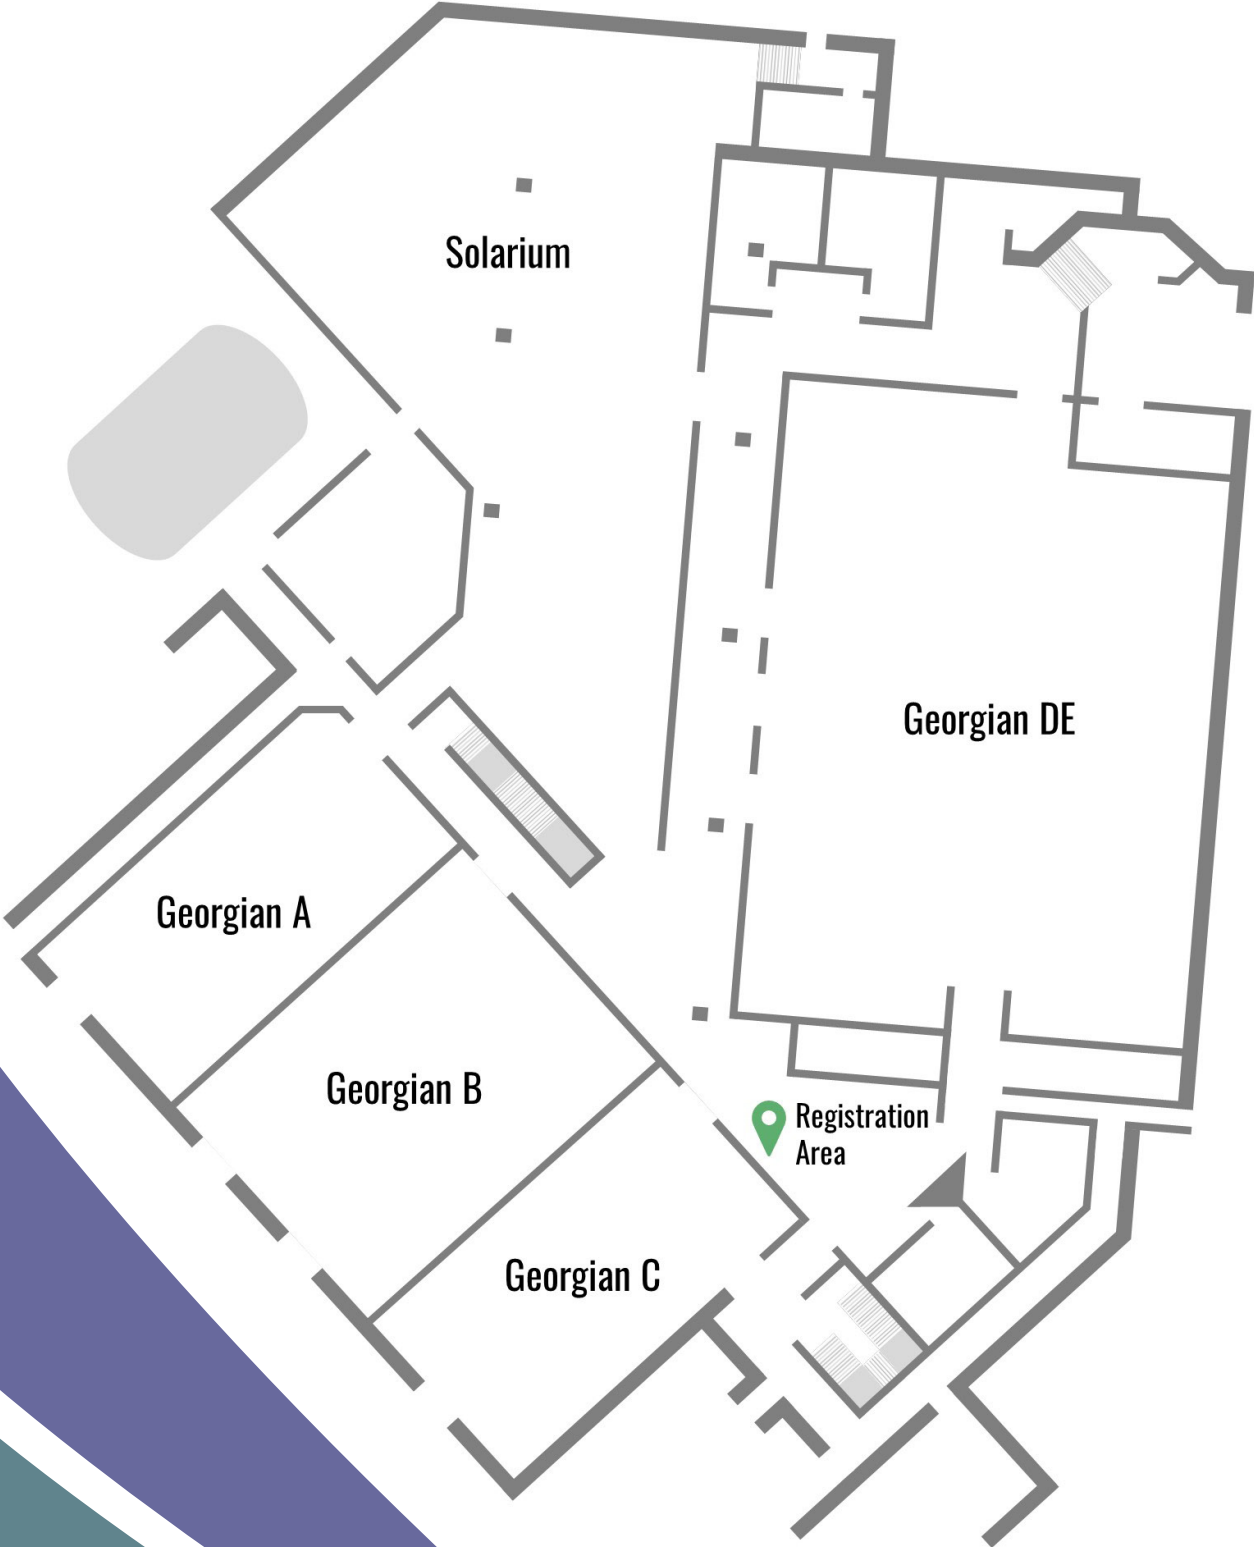 Solarium
Georgian DE
Georgian A
Georgian B
Registration
Area
Georgian C